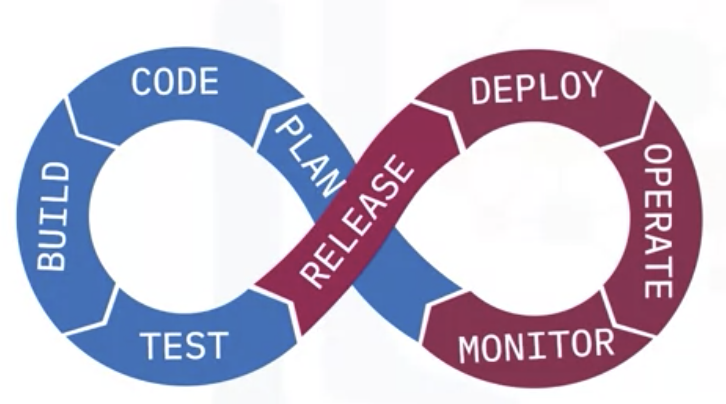 CODE
DEPLOY
PLAN
RELEASE
BUILD
OPERATE
TEST
MONITOR